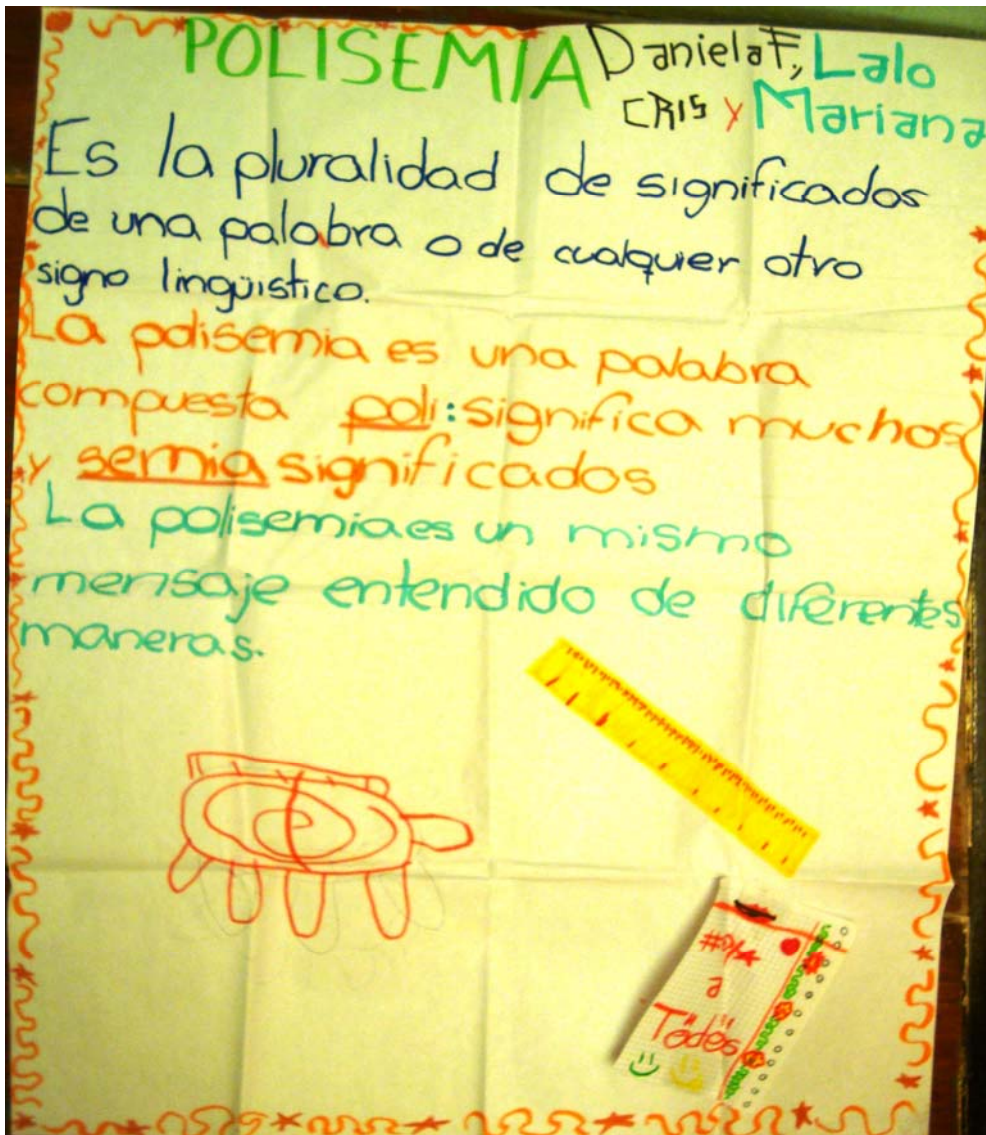 POLISEMIA Daniela F, Lalo
CRIS y Mariana
Es la pluralidad de significados
de una palabra o de cualquier otro
signo lingüistico.
La polisemia es una palabra
compuesta poli: significa muchos
y semia significados
La polisemia es un mismo
mensaje entendido de diferentes
maneras.
a
Todos